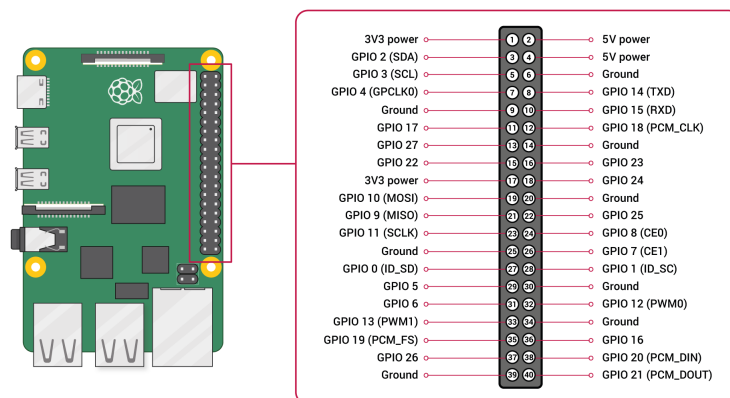 3V3 power 1 2 5V power
GPIO 2 (SDA) 3 4 5V power
GPIO 3 (SCL) 5 6 Ground
GPIO 4 (GPCLK0) 7 8 GPIO 14 (TXD)
Ground 9 10 GPIO 15 (RXD)
GPIO 17 11 12 GPIO 18 (PCM_CLK)
GPIO 27 13 14 Ground
GPIO 22 15 16 GPIO 23
3V3 power 17 18 GPIO 24
GPIO 10 (MOSI) 19 20 Ground
GPIO 9 (MISO) 21 22 GPIO 25
GPIO 11 (SCLK) 23 24 GPIO 8 (CE0)
Ground 25 26 GPIO 7 (CE1)
GPIO 0 (ID_SD) 27 28 GPIO 1 (ID_SC)
GPIO 5 29 30 Ground
GPIO 6 31 32 GPIO 12 (PWM0)
GPIO 13 (PWM1) 33 34 Ground
GPIO 19 (PCM_FS) 35 36 GPIO 16
GPIO 26 37 38 GPIO 20 (PCM_DIN)
Ground 39 40 GPIO 21 (PCM_DOUT)